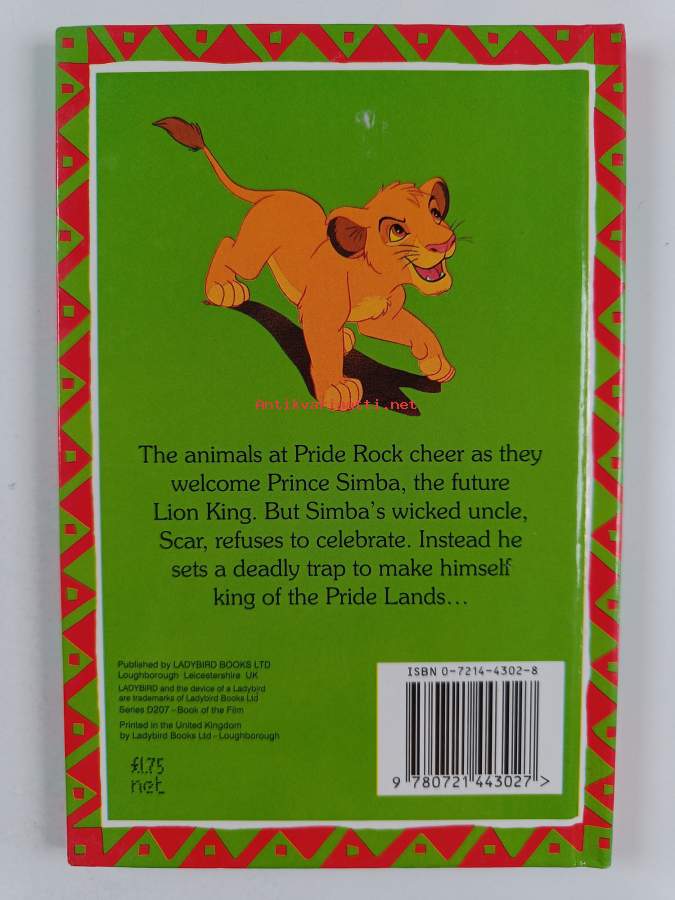 Antikvariaatti.net
The animals at Pride Rock cheer as they
welcome Prince Simba, the future
Lion King. But Simba's wicked uncle,
Scar, refuses to celebrate. Instead he
sets a deadly trap to make himself
king of the Pride Lands...
Published by LADYBIRD BOOKS LTD
Loughborough Leicestershire UK
LADYBIRD and the device of a Ladybird
are trademarks of Ladybird Books Ltd
Series D207 – Book of the Film
Printed in the United Kingdom
by Ladybird Books Ltd – Loughborough
£1.75
net
ISBN 0-7214-4302-8
9 780721 443027 >